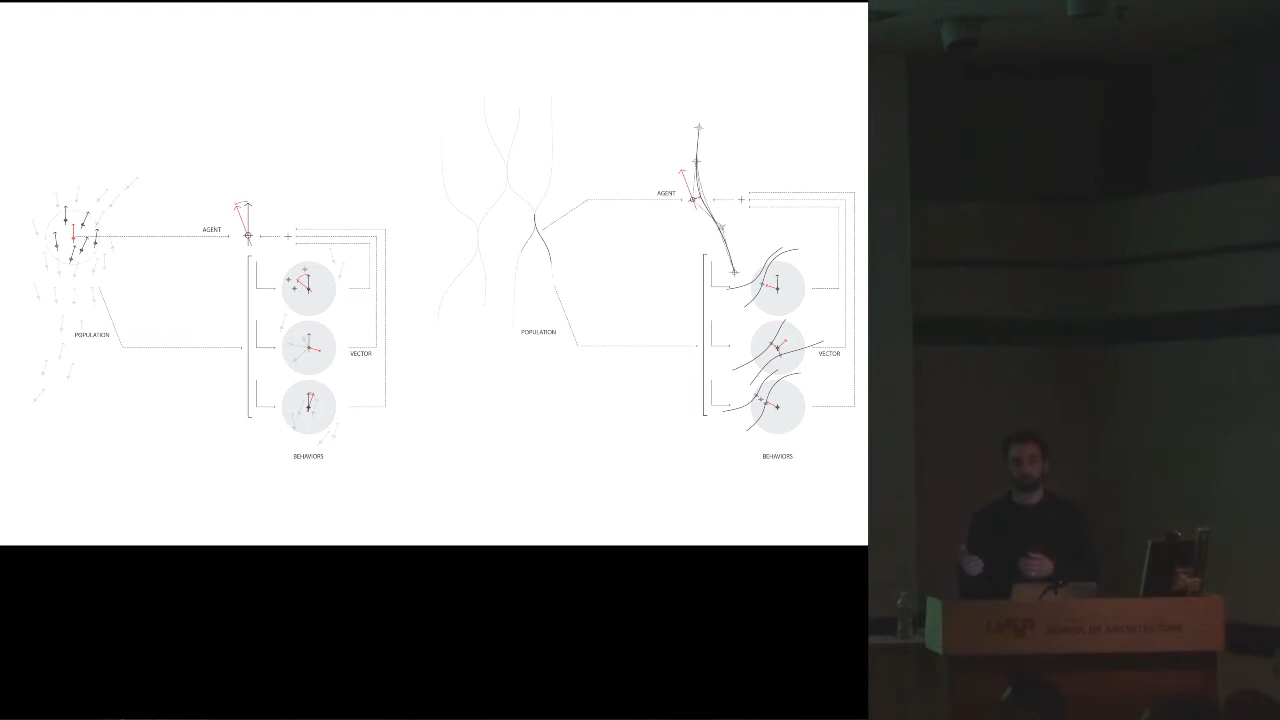 AGENT
POPULATION
VECTOR
BEHAVIORS
AGENT
POPULATION
VECTOR
BEHAVIORS
SCHOOL OF ARCHITECTURE